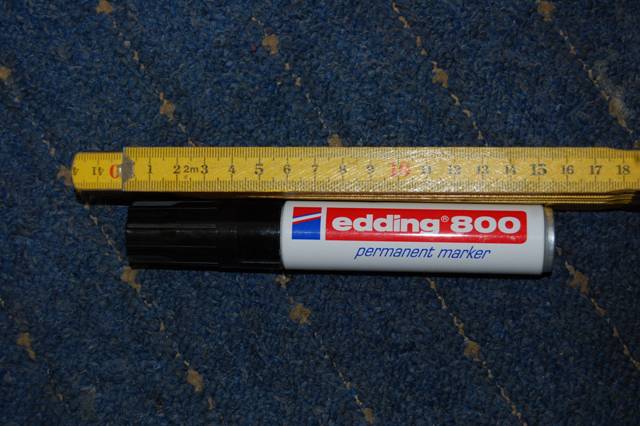 41 0 1 2 2m 3 4 5 6 7 8 9 10 11 12 13 14 15 16 17 18
edding® 800
permanent marker